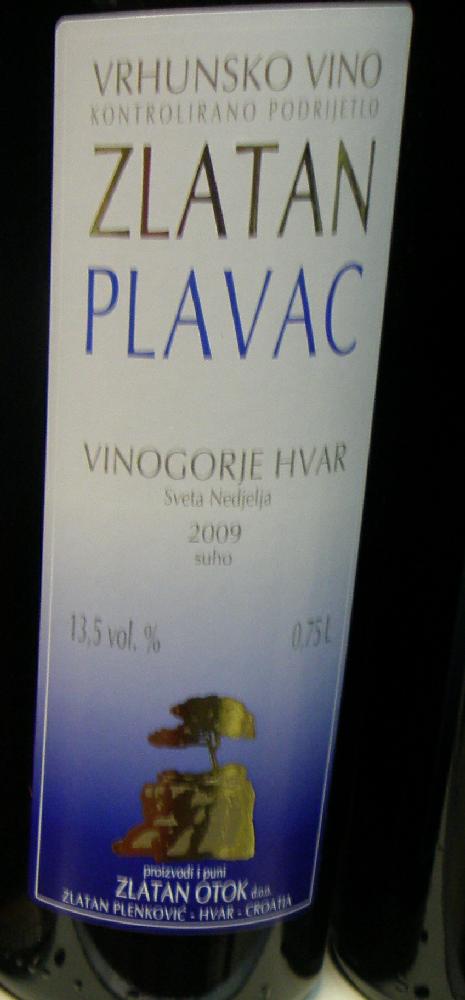 VRHUNSKO VINO
KONTROLIRANO PODRIJETLO
ZLATAN
PLAVAC
VINOGORJE HVAR
Sveta Nedjelja
2009
suho
13,5 vol. % 0,75 L
proizvodi i puni
ZLATAN OTOK d.o.o.
ZLATAN PLENKOVIĆ - HVAR - CROATIA